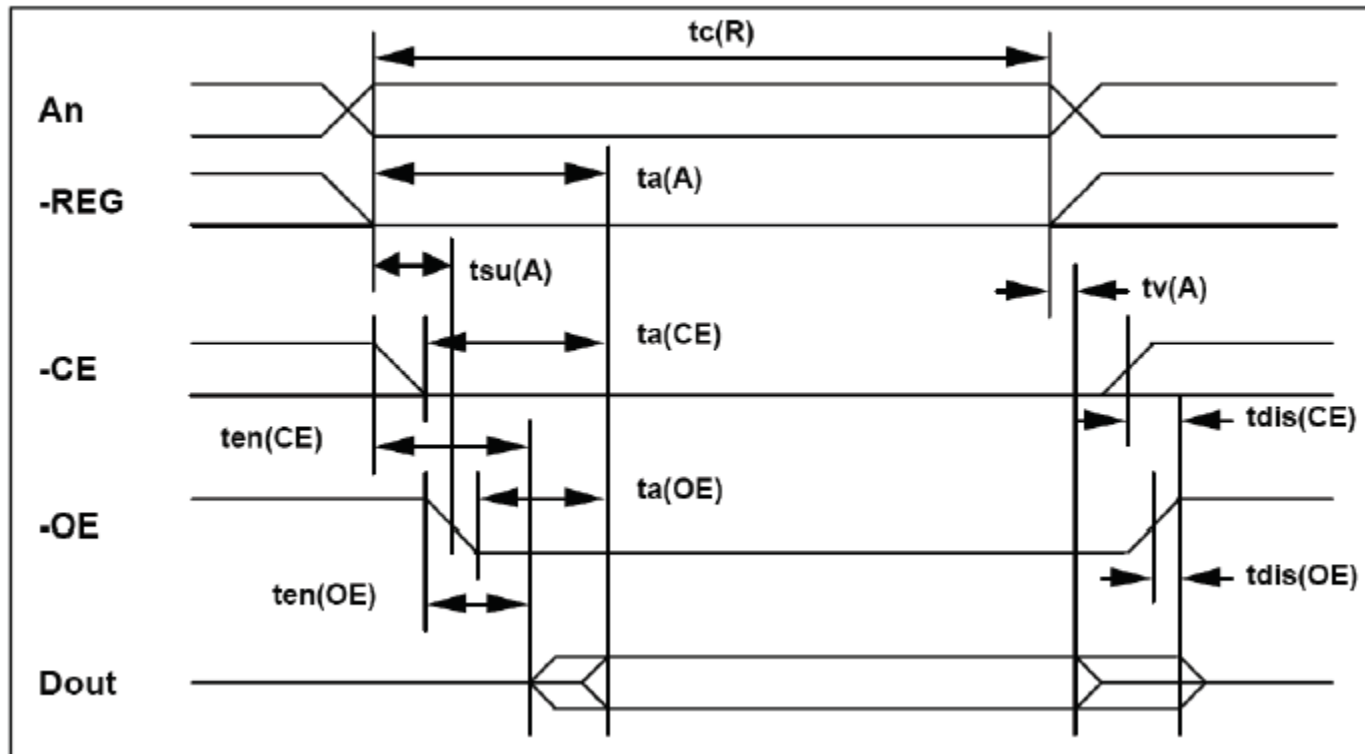 tc(R)
An
ta(A)
-REG
tsu(A)
tv(A)
ta(CE)
-CE
tdis(CE)
ten(CE)
ta(OE)
-OE
tdis(OE)
ten(OE)
Dout